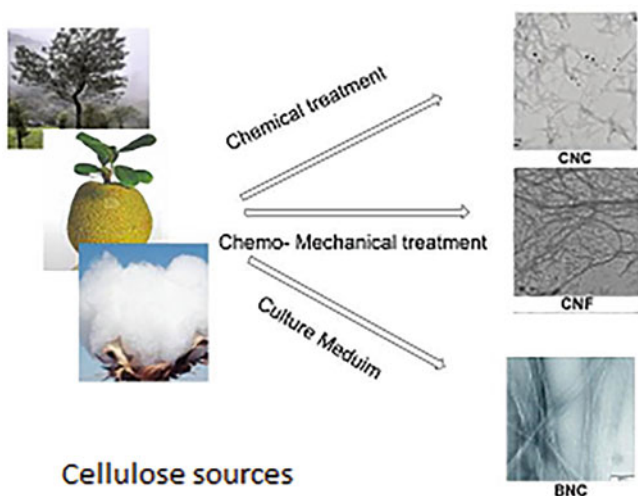 Chemical treatment
CNC
Chemo- Mechanical treatment
CNF
Culture Meduim
BNC
Cellulose sources